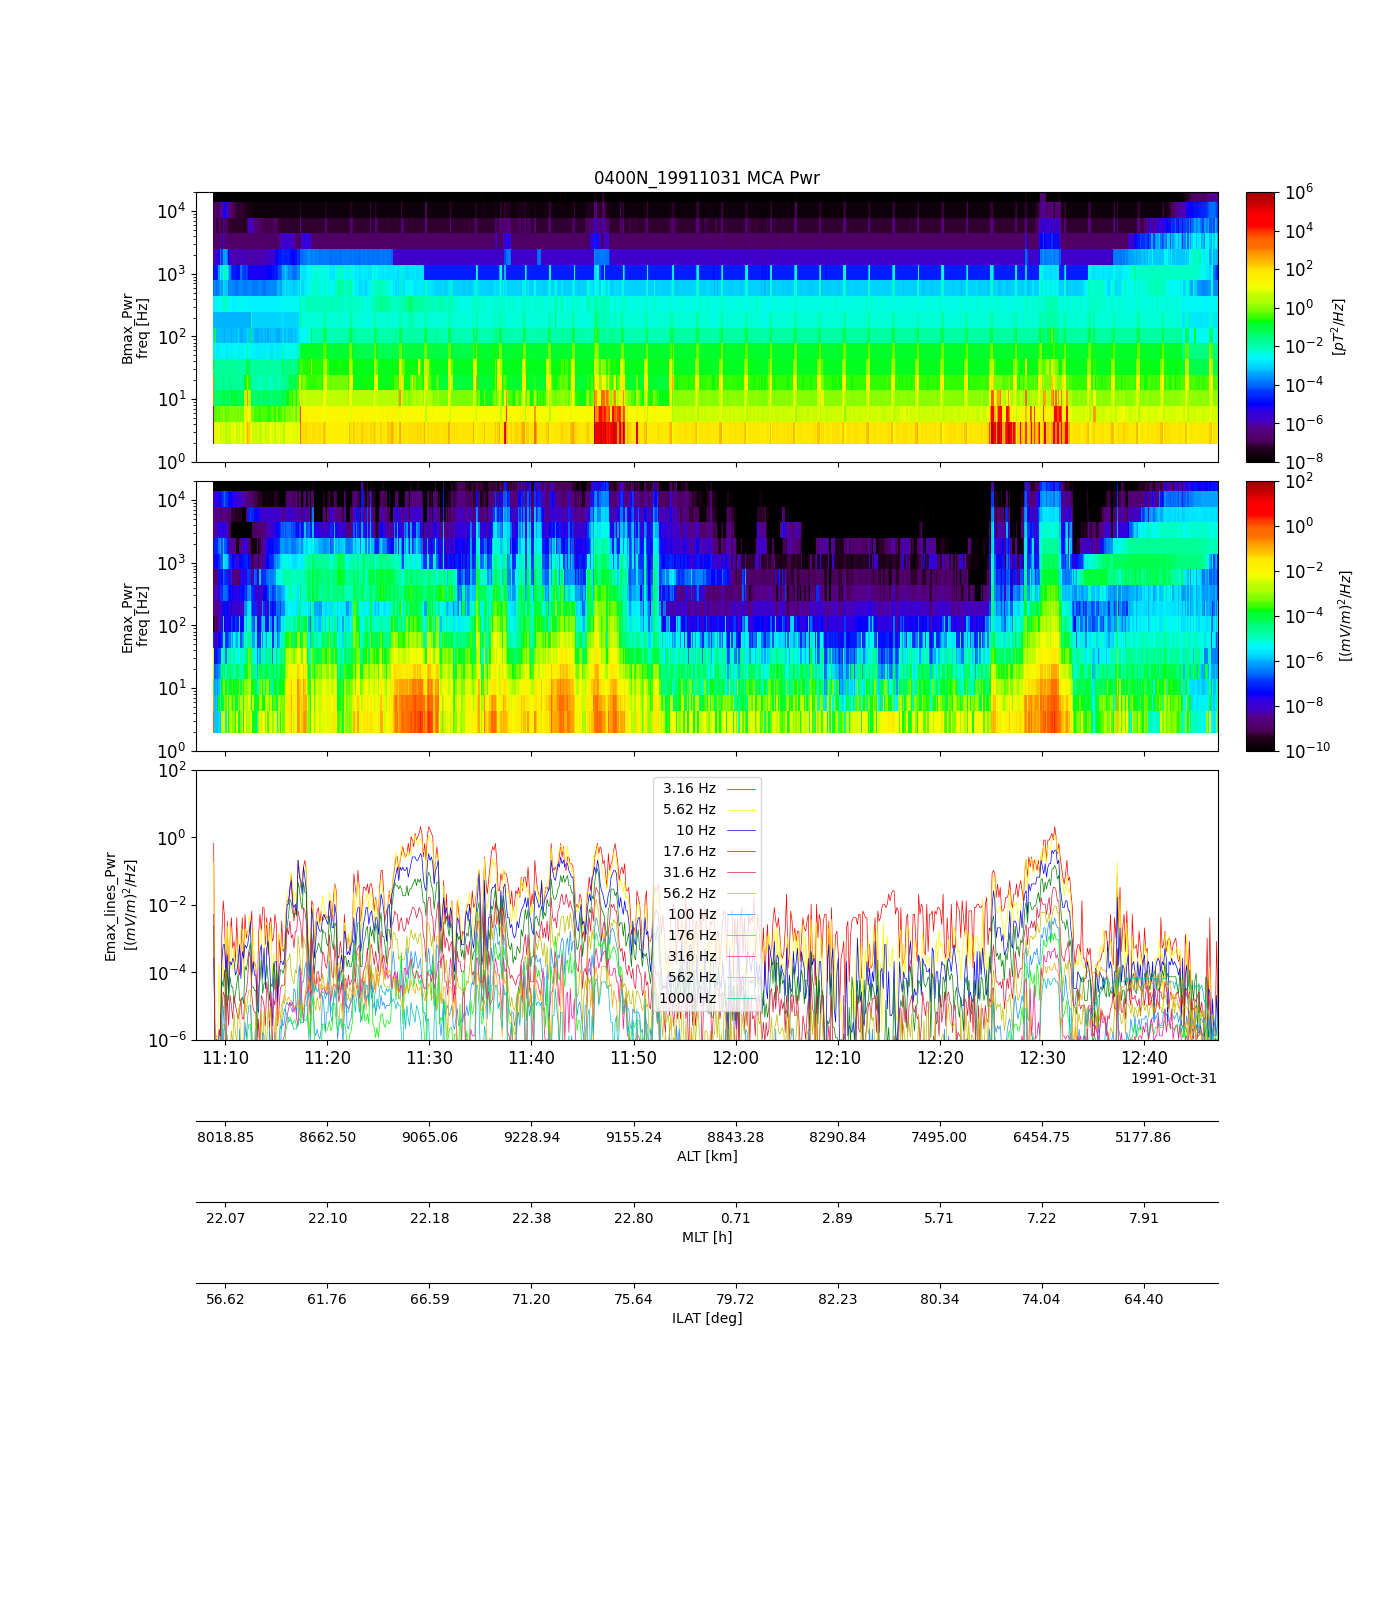 0400N_19911031 MCA Pwr
Bmax_Pwr
freq [Hz]
10^4
10^3
10^2
10^1
10^0
10^6
10^4
10^2
10^0
10^-2
10^-4
10^-6
10^-8
[pT^2/Hz]
Emax_Pwr
freq [Hz]
10^4
10^3
10^2
10^1
10^0
10^2
10^0
10^-2
10^-4
10^-6
10^-8
10^-10
[(mV/m)^2/Hz]
Emax_lines_Pwr
[(mV/m)^2/Hz]
10^2
10^0
10^-2
10^-4
10^-6
3.16 Hz
5.62 Hz
10 Hz
17.6 Hz
31.6 Hz
56.2 Hz
100 Hz
176 Hz
316 Hz
562 Hz
1000 Hz
11:10 11:20 11:30 11:40 11:50 12:00 12:10 12:20 12:30 12:40
1991-Oct-31
8018.85 8662.50 9065.06 9228.94 9155.24 8843.28 8290.84 7495.00 6454.75 5177.86
ALT [km]
22.07 22.10 22.18 22.38 22.80 0.71 2.89 5.71 7.22 7.91
MLT [h]
56.62 61.76 66.59 71.20 75.64 79.72 82.23 80.34 74.04 64.40
ILAT [deg]